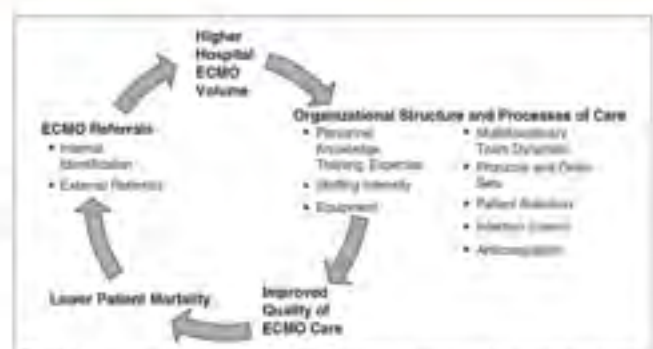 Higher
Hospital
ECMO
Volume
Organizational Structure and Processes of Care
• Personnel
Knowledge
Training, Expertise
• Staffing Intensity
• Equipment
• Multidisciplinary
Team Dynamics
• Protocols and Order
Sets
• Patient Selection
• Infection Control
• Anticoagulation
Improved
Quality of
ECMO Care
Lower Patient Mortality
ECMO Referrals
• Internal
Identification
• External Referrals